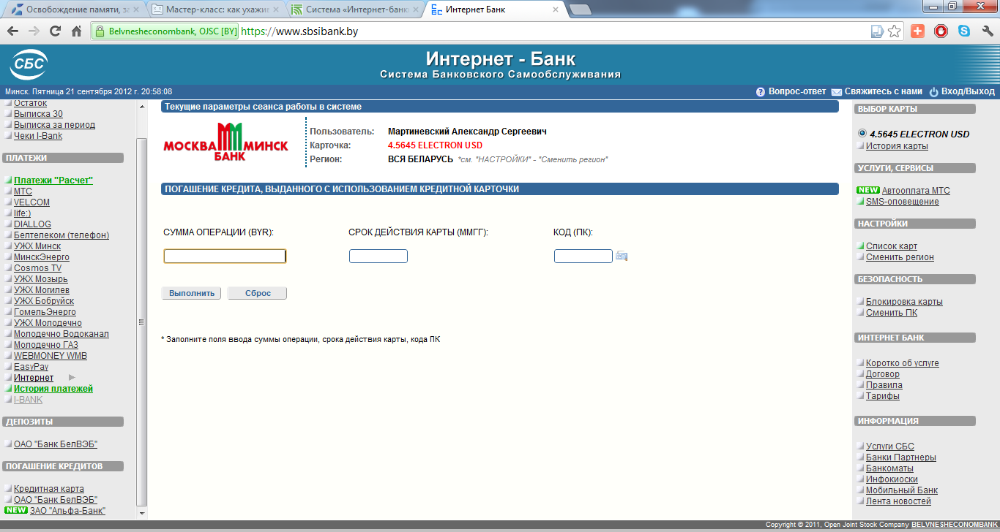 Освобождение памяти, за
Мастер-класс: как ухажив
Система «Интернет-банк
Интернет Банк
Belvnesheconombank, OJSC [BY] https://www.sbsibank.by
СБС
Интернет - Банк
Система Банковского Самообслуживания
Минск. Пятница 21 сентября 2012 г. 20:58:08
Вопрос-ответ Свяжитесь с нами Вход/Выход
Остаток
Выписка 30
Выписка за период
Чеки I-Bank
ПЛАТЕЖИ
Платежи "Расчет"
МТС
VELCOM
life:)
DIALLOG
Белтелеком (телефон)
УЖХ Минск
МинскЭнерго
Cosmos TV
УЖХ Мозырь
УЖХ Могилев
УЖХ Бобруйск
ГомельЭнерго
УЖХ Молодечно
Молодечно Водоканал
Молодечно ГАЗ
WEBMONEY WMB
EasyPay
Интернет
История платежей
I-BANK
ДЕПОЗИТЫ
ОАО "Банк БелВЭБ"
ПОГАШЕНИЕ КРЕДИТОВ
Кредитная карта
ОАО "Банк БелВЭБ"
NEW ЗАО "Альфа-Банк"
Текущие параметры сеанса работы в системе
МОСКВА МИНСК
БАНК
Пользователь: Мартиневский Александр Сергеевич
Карточка: 4.5645 ELECTRON USD
Регион: ВСЯ БЕЛАРУСЬ *см. "НАСТРОЙКИ" - "Сменить регион"
ПОГАШЕНИЕ КРЕДИТА, ВЫДАННОГО С ИСПОЛЬЗОВАНИЕМ КРЕДИТНОЙ КАРТОЧКИ
СУММА ОПЕРАЦИИ (BYR): СРОК ДЕЙСТВИЯ КАРТЫ (ММГГ): КОД (ПК):
Выполнить Сброс
* Заполните поля ввода суммы операции, срока действия карты, кода ПК
ВЫБОР КАРТЫ
4.5645 ELECTRON USD
История карты
УСЛУГИ, СЕРВИСЫ
NEW Автооплата МТС
SMS-оповещение
НАСТРОЙКИ
Список карт
Сменить регион
БЕЗОПАСНОСТЬ
Блокировка карты
Сменить ПК
ИНТЕРНЕТ БАНК
Коротко об услуге
Договор
Правила
Тарифы
ИНФОРМАЦИЯ
Услуги СБС
Банки Партнеры
Банкоматы
Инфокиоски
Мобильный Банк
Лента новостей
Copyright © 2011, Open Joint Stock Company BELVNESHECONOMBANK